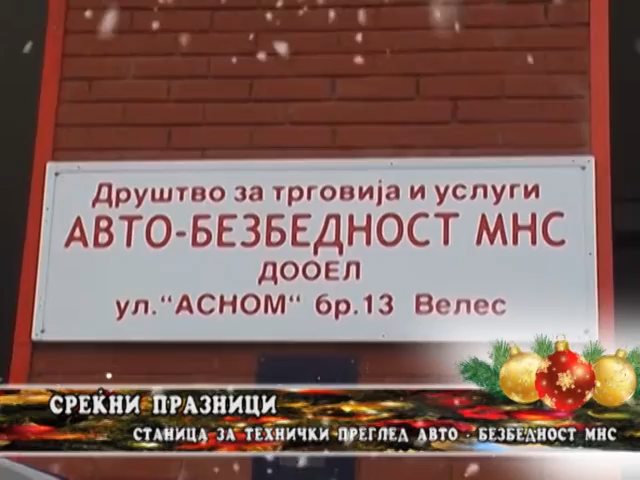 Друштво за трговија и услуги
АВТО-БЕЗБЕДНОСТ МНС
ДООЕЛ
ул.“АСНОМ“ бр.13 Велес
СРЕЌНИ ПРАЗНИЦИ
СТАНИЦА ЗА ТЕХНИЧКИ ПРЕГЛЕД АВТО - БЕЗБЕДНОСТ МНС